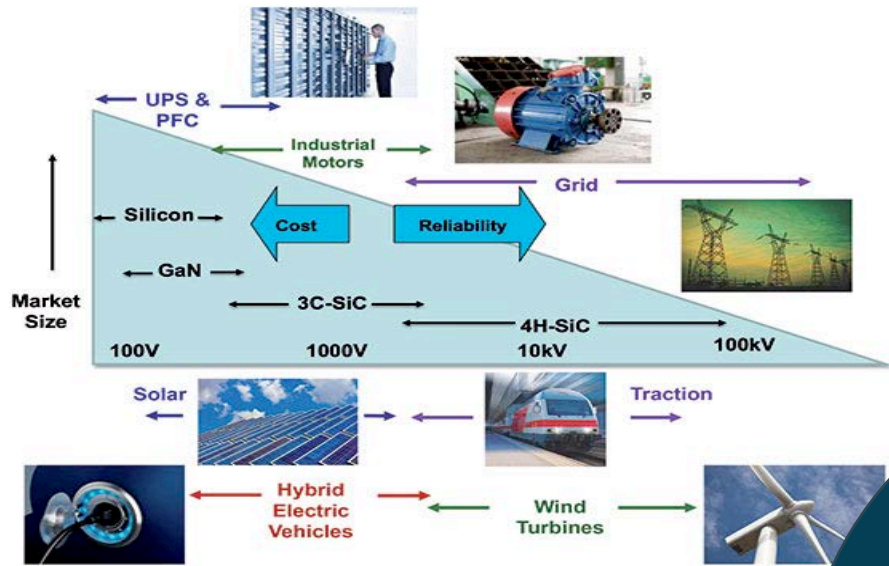 UPS &
PFC
Industrial
Motors
Grid
Silicon
Cost
Reliability
GaN
Market
Size
3C-SiC
4H-SiC
100V
1000V
10kV
100kV
Solar
Traction
Hybrid
Electric
Vehicles
Wind
Turbines